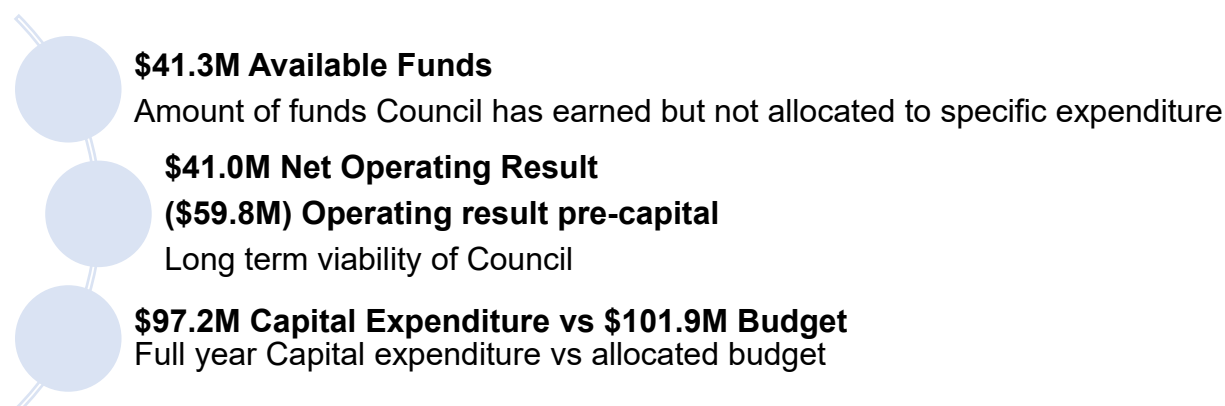 $41.3M Available Funds
Amount of funds Council has earned but not allocated to specific expenditure
$41.0M Net Operating Result
($59.8M) Operating result pre-capital
Long term viability of Council
$97.2M Capital Expenditure vs $101.9M Budget
Full year Capital expenditure vs allocated budget